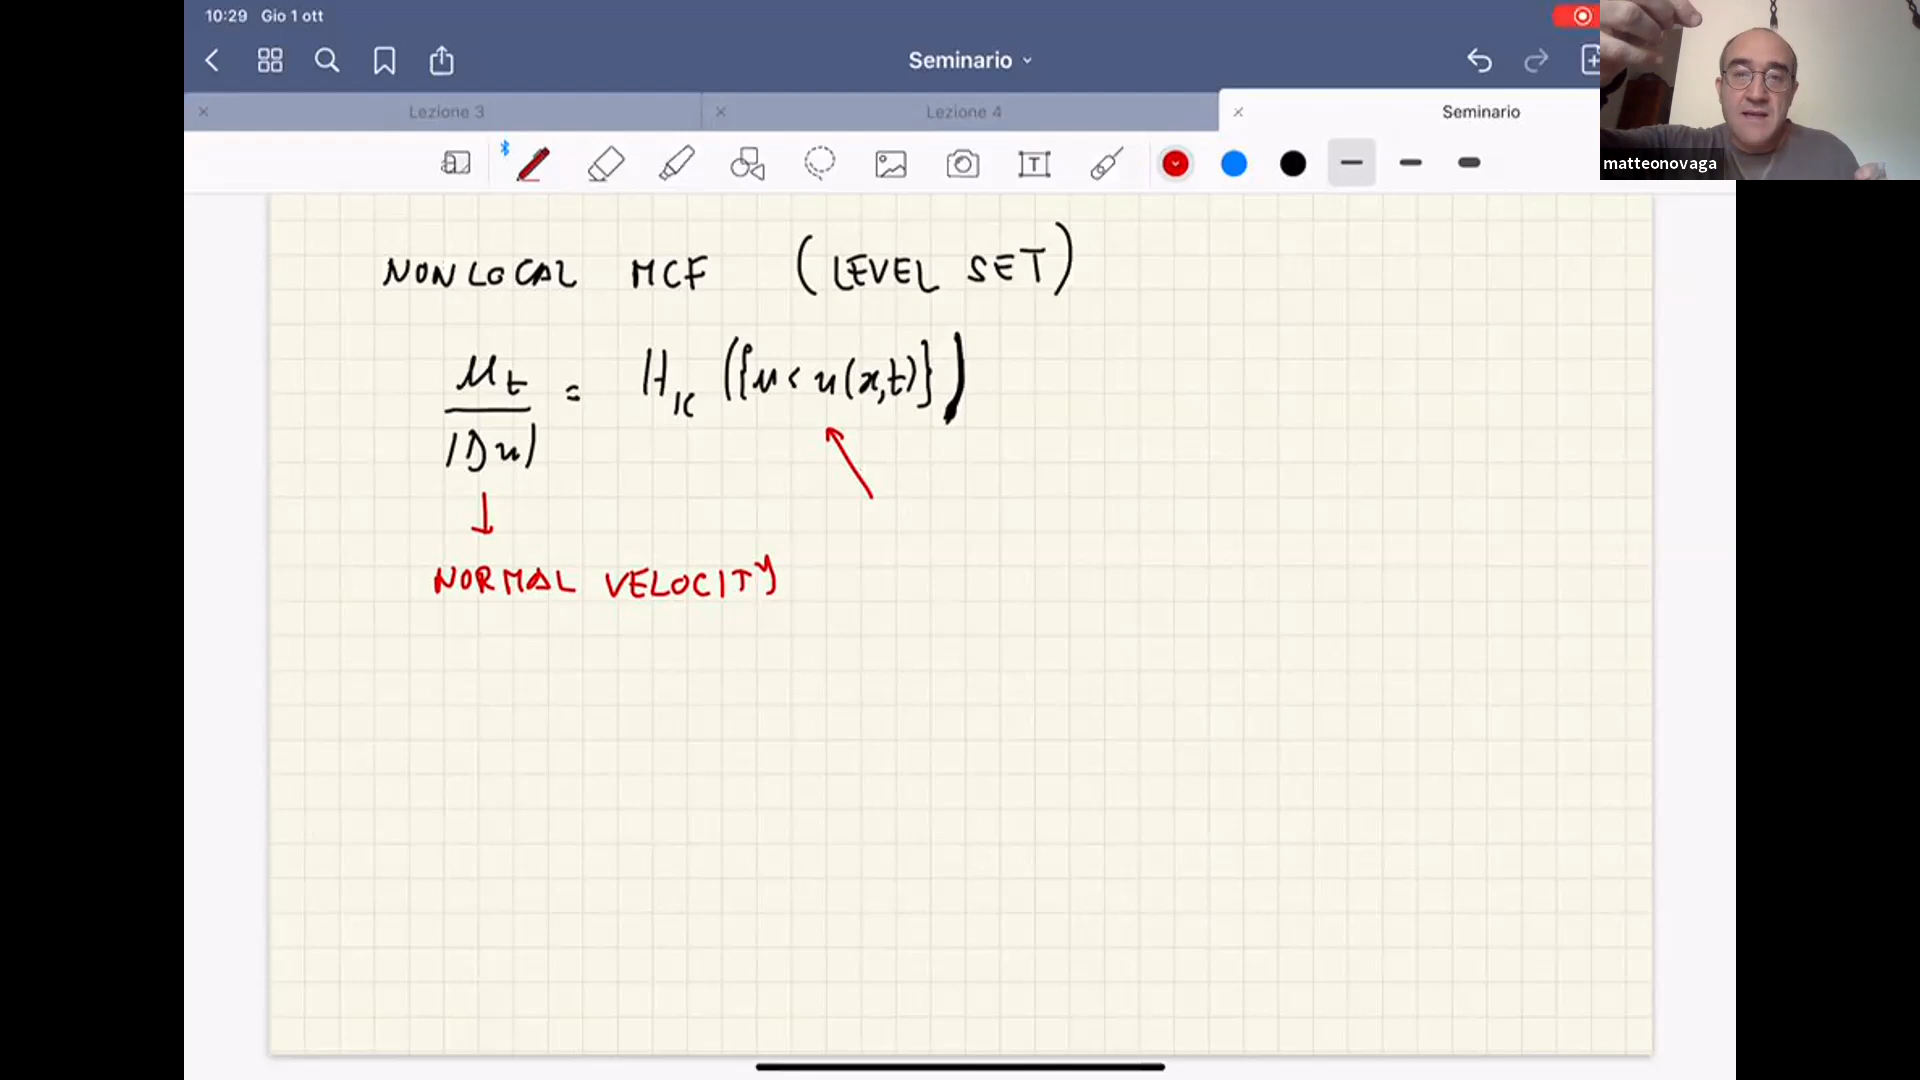 10:29 Gio 1 ott
Seminario
Lezione 3
Lezione 4
Seminario
matteonovaga
NONLOCAL MCF (LEVEL SET)
u_t / |Du| = H_K ({u < u(x,t)})
NORMAL VELOCITY